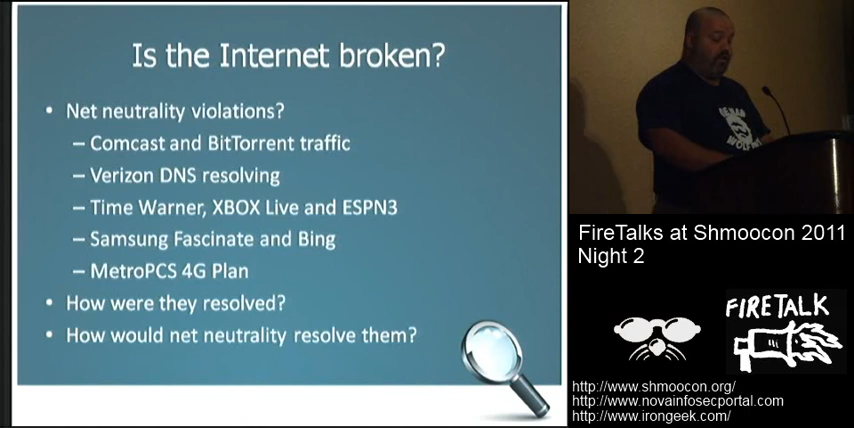 Is the Internet broken?
• Net neutrality violations?
– Comcast and BitTorrent traffic
– Verizon DNS resolving
– Time Warner, XBOX Live and ESPN3
– Samsung Fascinate and Bing
– MetroPCS 4G Plan
• How were they resolved?
• How would net neutrality resolve them?
FireTalks at Shmoocon 2011
Night 2
FIRETALK
http://www.shmoocon.org/
http://www.novainfosecportal.com
http://www.irongeek.com/